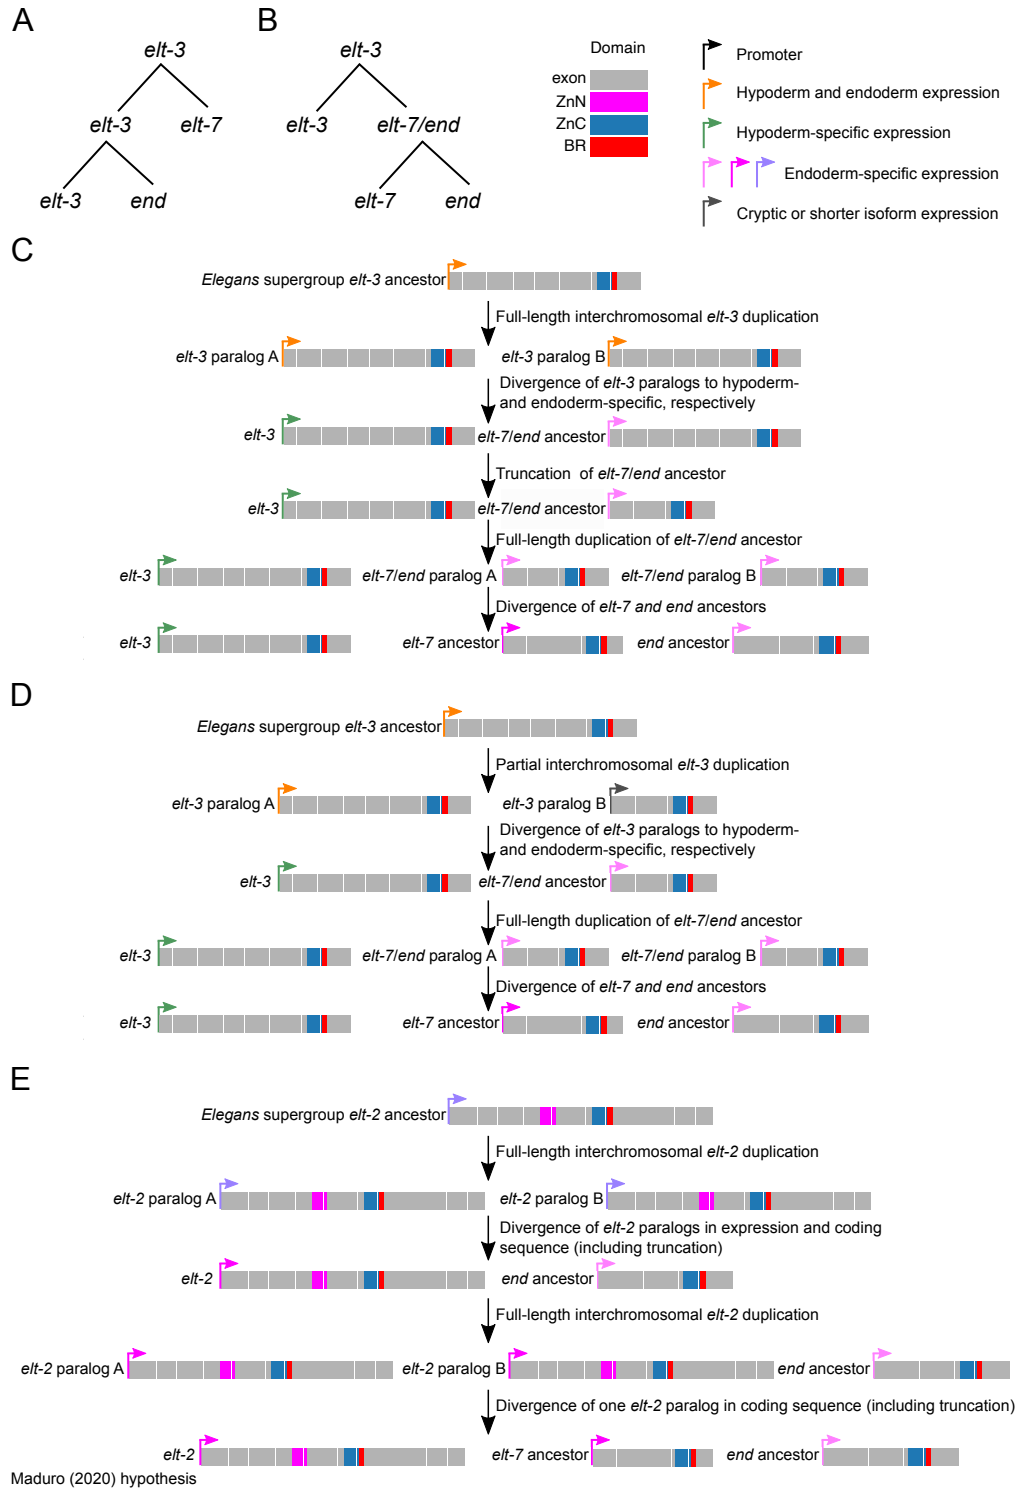 A
B
elt-3
elt-3 elt-7
elt-3 end
elt-3
elt-3 elt-7/end
elt-7 end
Domain
exon
ZnN
ZnC
BR
Promoter
Hypoderm and endoderm expression
Hypoderm-specific expression
Endoderm-specific expression
Cryptic or shorter isoform expression
C
Elegans supergroup elt-3 ancestor
Full-length interchromosomal elt-3 duplication
elt-3 paralog A
elt-3 paralog B
Divergence of elt-3 paralogs to hypoderm-
and endoderm-specific, respectively
elt-3
elt-7/end ancestor
Truncation of elt-7/end ancestor
elt-3
elt-7/end ancestor
Full-length duplication of elt-7/end ancestor
elt-3
elt-7/end paralog A
elt-7/end paralog B
Divergence of elt-7 and end ancestors
elt-3
elt-7 ancestor
end ancestor
D
Elegans supergroup elt-3 ancestor
Partial interchromosomal elt-3 duplication
elt-3 paralog A
elt-3 paralog B
Divergence of elt-3 paralogs to hypoderm-
and endoderm-specific, respectively
elt-3
elt-7/end ancestor
Full-length duplication of elt-7/end ancestor
elt-3
elt-7/end paralog A
elt-7/end paralog B
Divergence of elt-7 and end ancestors
elt-3
elt-7 ancestor
end ancestor
E
Elegans supergroup elt-2 ancestor
Full-length interchromosomal elt-2 duplication
elt-2 paralog A
elt-2 paralog B
Divergence of elt-2 paralogs in expression and coding
sequence (including truncation)
elt-2
end ancestor
Full-length interchromosomal elt-2 duplication
elt-2 paralog A
elt-2 paralog B
end ancestor
Divergence of one elt-2 paralog in coding sequence (including truncation)
elt-2
elt-7 ancestor
end ancestor
Maduro (2020) hypothesis